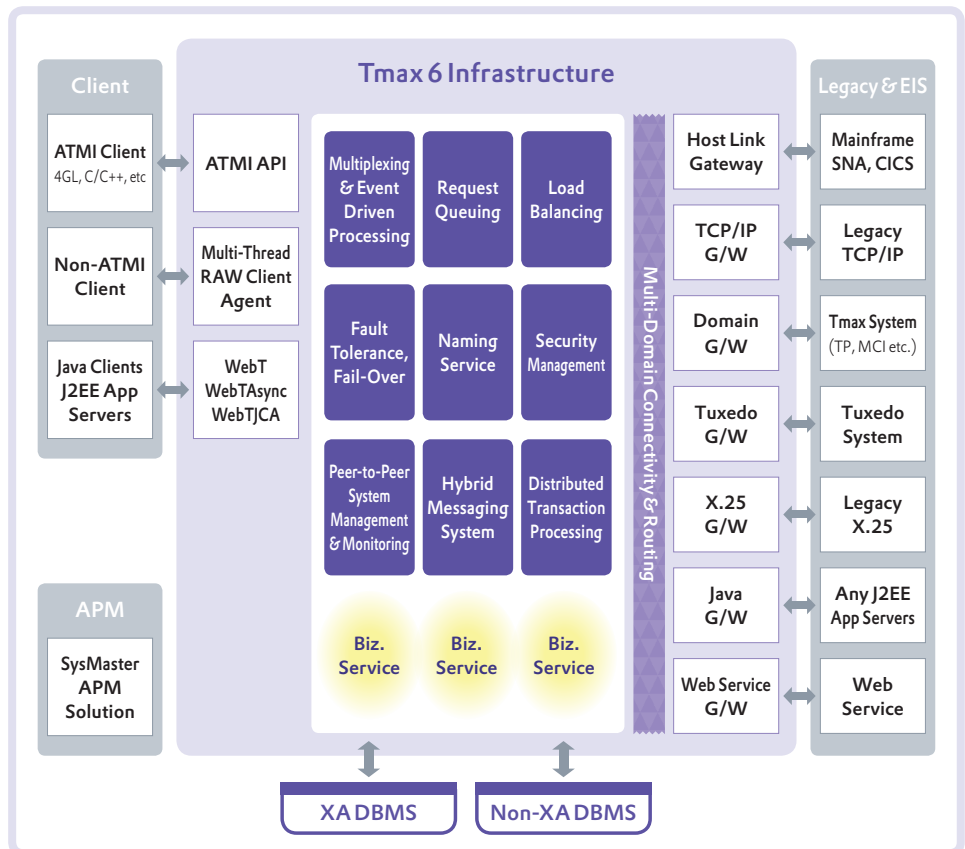 Tmax 6 Infrastructure
Client
ATMI Client
4GL, C/C++, etc
Non-ATMI
Client
Java Clients
J2EE App
Servers
APM
SysMaster
APM
Solution
ATMI API
Multi-Thread
RAW Client
Agent
WebT
WebTAsync
WebTJCA
Multiplexing
& Event
Driven
Processing
Request
Queuing
Load
Balancing
Fault
Tolerance,
Fail-Over
Naming
Service
Security
Management
Peer-to-Peer
System
Management
& Monitoring
Hybrid
Messaging
System
Distributed
Transaction
Processing
Biz.
Service
Biz.
Service
Biz.
Service
Multi-Domain Connectivity & Routing
Host Link
Gateway
TCP/IP
G/W
Domain
G/W
Tuxedo
G/W
X.25
G/W
Java
G/W
Web Service
G/W
Legacy & EIS
Mainframe
SNA, CICS
Legacy
TCP/IP
Tmax System
(TP, MCI etc.)
Tuxedo
System
Legacy
X.25
Any J2EE
App Servers
Web
Service
XA DBMS
Non-XA DBMS